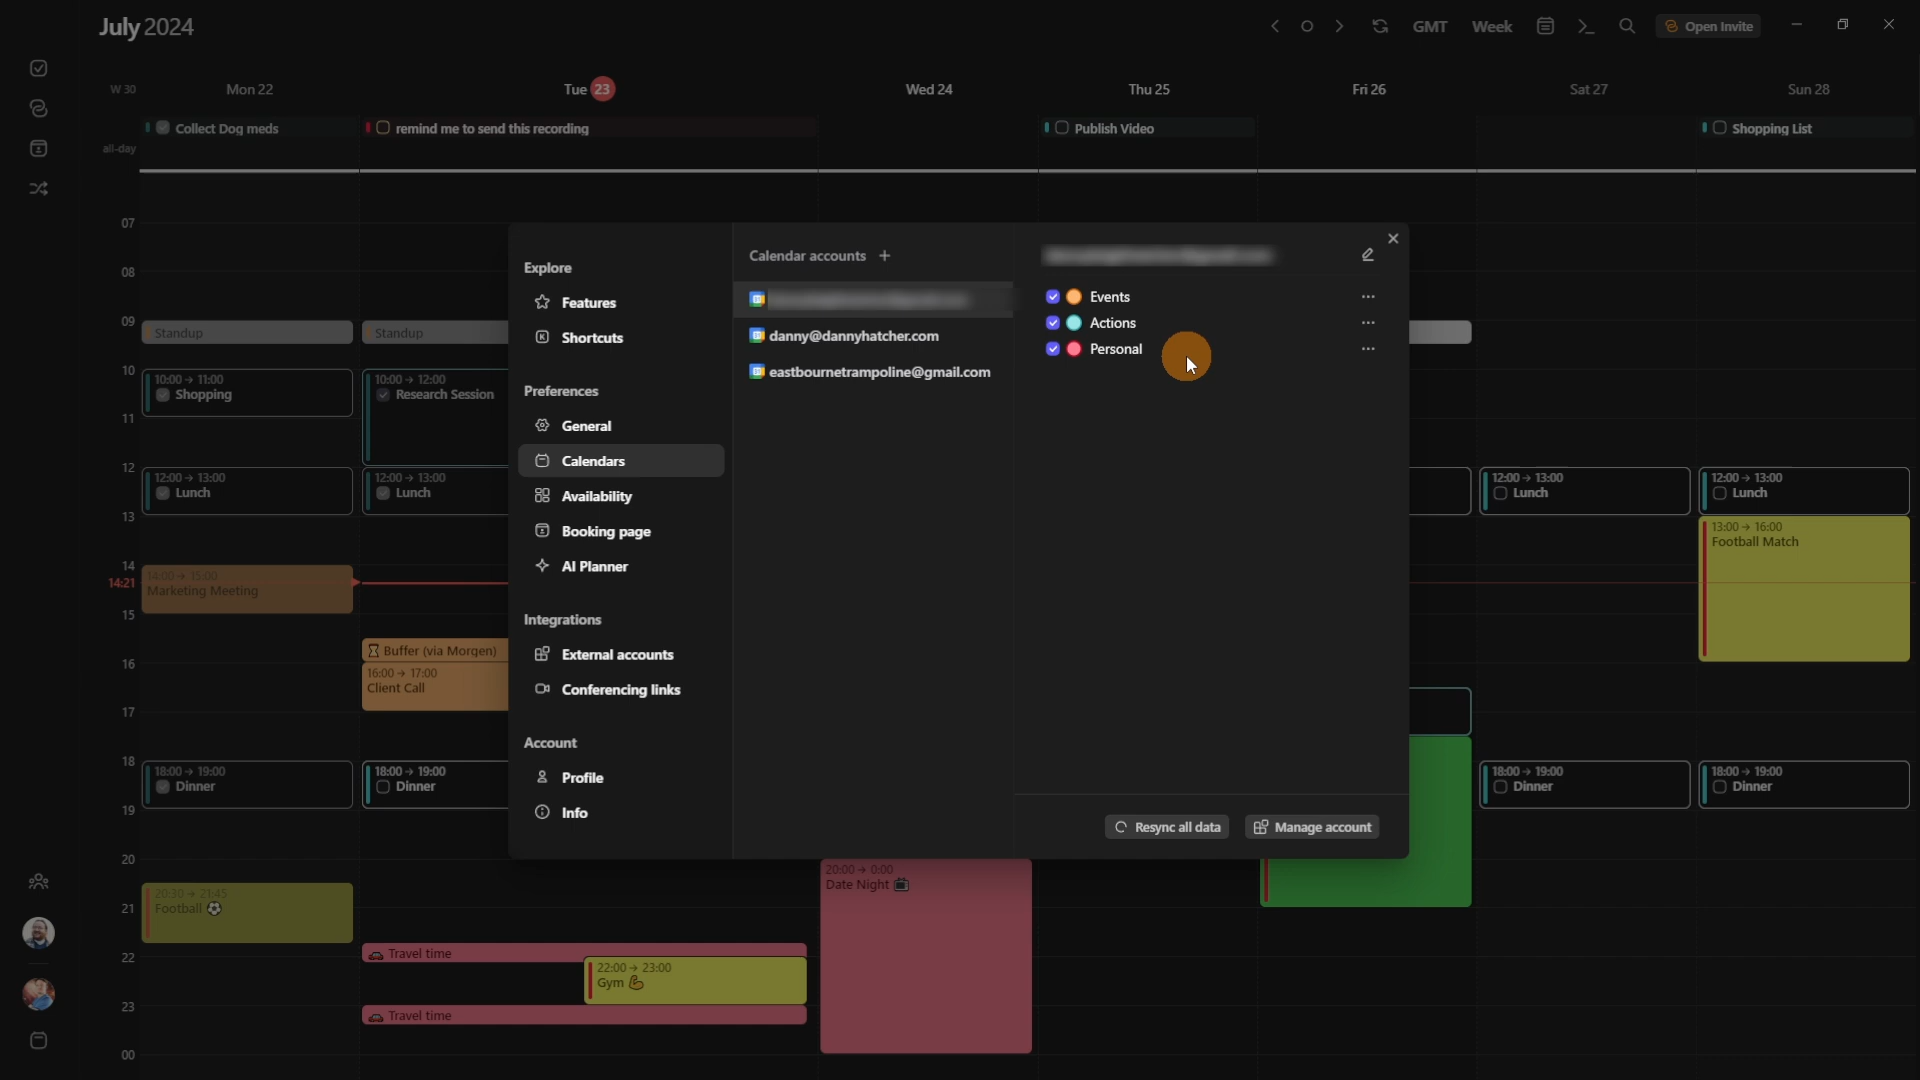 July 2024
GMT
Week
Open Invite
W 30
Mon 22
Tue 23
Wed 24
Thu 25
Fri 26
Sat 27
Sun 28
all-day
Collect Dog meds
remind me to send this recording
Publish Video
Shopping List
07
08
09
10
11
12
13
14
14:21
15
16
17
18
19
20
21
22
23
00
Standup
10:00 → 11:00
Shopping
12:00 → 13:00
Lunch
14:00 → 15:00
Marketing Meeting
18:00 → 19:00
Dinner
20:30 → 21:45
Football
Standup
10:00 → 12:00
Research Session
12:00 → 13:00
Lunch
Buffer (via Morgen)
16:00 → 17:00
Client Call
18:00 → 19:00
Dinner
Travel time
22:00 → 23:00
Gym
Travel time
20:00 → 0:00
Date Night
12:00 → 13:00
Lunch
18:00 → 19:00
Dinner
12:00 → 13:00
Lunch
13:00 → 16:00
Football Match
18:00 → 19:00
Dinner
Explore
Features
Shortcuts
Preferences
General
Calendars
Availability
Booking page
AI Planner
Integrations
External accounts
Conferencing links
Account
Profile
Info
Calendar accounts +
danny@dannyhatcher.com
eastbournetrampoline@gmail.com
Events
Actions
Personal
Resync all data
Manage account